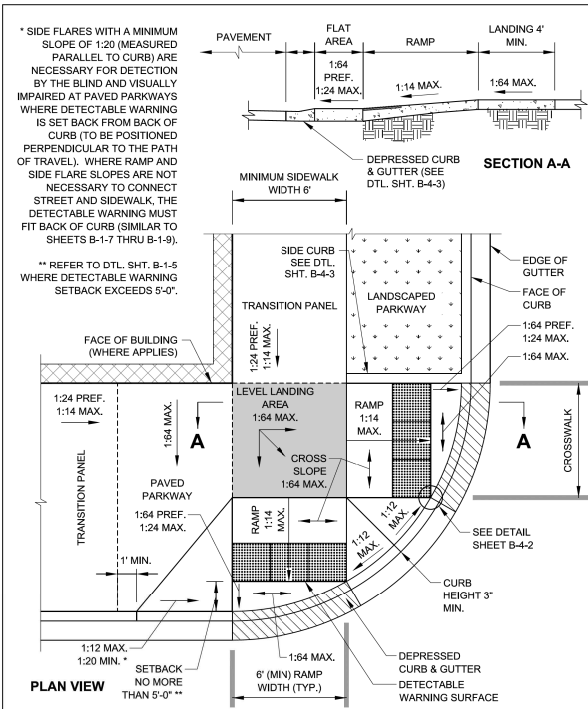 * SIDE FLARES WITH A MINIMUM
SLOPE OF 1:20 (MEASURED
PARALLEL TO CURB) ARE
NECESSARY FOR DETECTION
BY THE BLIND AND VISUALLY
IMPAIRED AT PAVED PARKWAYS
WHERE DETECTABLE WARNING
IS SET BACK FROM BACK OF
CURB (TO BE POSITIONED
PERPENDICULAR TO THE PATH
OF TRAVEL). WHERE RAMP AND
SIDE FLARE SLOPES ARE NOT
NECESSARY TO CONNECT
STREET AND SIDEWALK, THE
DETECTABLE WARNING MUST
FIT BACK OF CURB (SIMILAR TO
SHEETS B-1-7 THRU B-1-9).
** REFER TO DTL. SHT. B-1-5
WHERE DETECTABLE WARNING
SETBACK EXCEEDS 5'-0".
PAVEMENT
FLAT
AREA
RAMP
LANDING 4'
MIN.
1:64
PREF.
1:24 MAX.
1:14 MAX.
1:64 MAX.
DEPRESSED CURB
& GUTTER (SEE
DTL. SHT. B-4-3)
SECTION A-A
MINIMUM SIDEWALK
WIDTH 6'
SIDE CURB
SEE DTL.
SHT. B-4-3
EDGE OF
GUTTER
FACE OF
CURB
LANDSCAPED
PARKWAY
TRANSITION PANEL
1:24 PREF.
1:14 MAX.
1:64 PREF.
1:24 MAX.
1:64 MAX.
FACE OF BUILDING
(WHERE APPLIES)
1:24 PREF.
1:14 MAX.
1:64 MAX.
A
LEVEL LANDING
AREA
1:64 MAX.
RAMP
1:14
MAX.
A
CROSSWALK
TRANSITION PANEL
PAVED
PARKWAY
CROSS
SLOPE
1:64 MAX.
1:64 PREF.
1:24 MAX.
RAMP
1:14
MAX.
1:12
MAX.
1:12
MAX.
SEE DETAIL
SHEET B-4-2
1' MIN.
CURB
HEIGHT 3"
MIN.
1:12 MAX.
1:20 MIN. *
SETBACK
NO MORE
THAN 5'-0" **
1:64 MAX.
6' (MIN) RAMP
WIDTH (TYP.)
DEPRESSED
CURB & GUTTER
DETECTABLE
WARNING SURFACE
PLAN VIEW